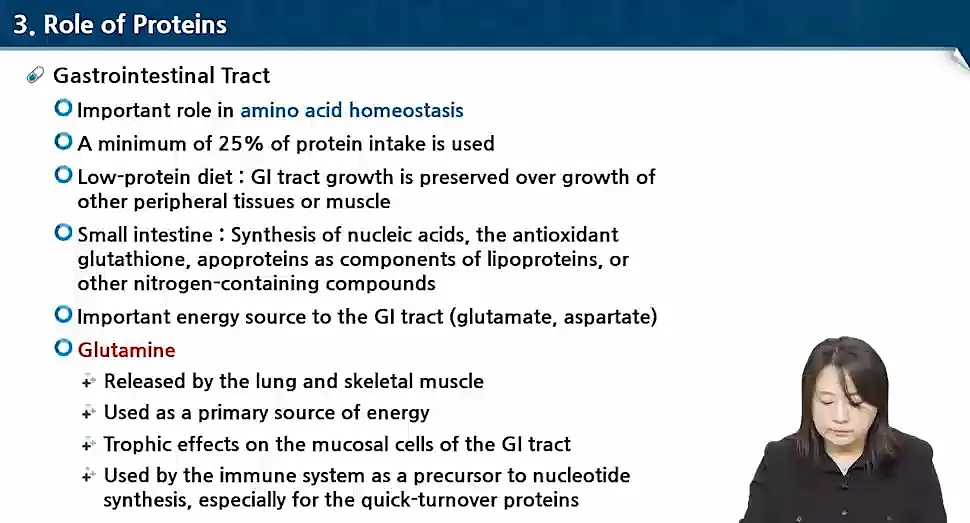 3. Role of Proteins
Gastrointestinal Tract
Important role in amino acid homeostasis
A minimum of 25% of protein intake is used
Low-protein diet : GI tract growth is preserved over growth of
other peripheral tissues or muscle
Small intestine : Synthesis of nucleic acids, the antioxidant
glutathione, apoproteins as components of lipoproteins, or
other nitrogen-containing compounds
Important energy source to the GI tract (glutamate, aspartate)
Glutamine
Released by the lung and skeletal muscle
Used as a primary source of energy
Trophic effects on the mucosal cells of the GI tract
Used by the immune system as a precursor to nucleotide
synthesis, especially for the quick-turnover proteins